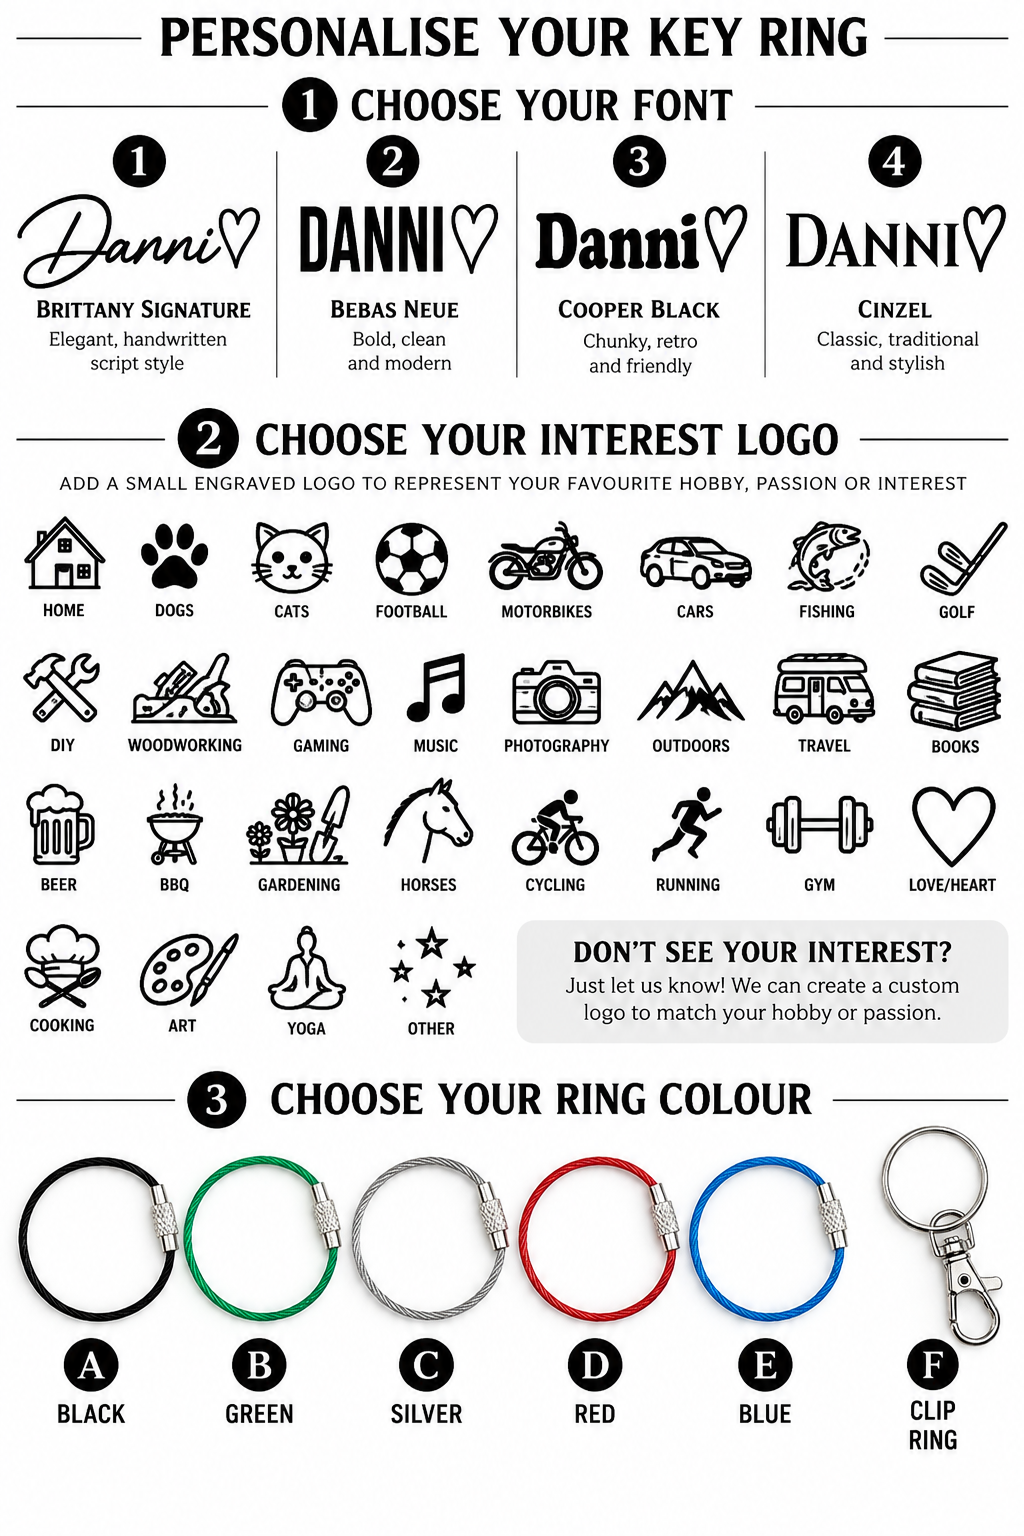 PERSONALISE YOUR KEY RING
1 CHOOSE YOUR FONT
1 2 3 4
Danni DANNI Danni DANNI
BRITTANY SIGNATURE BEBAS NEUE COOPER BLACK CINZEL
Elegant, handwritten Bold, clean Chunky, retro Classic, traditional
script style and modern and friendly and stylish
2 CHOOSE YOUR INTEREST LOGO
ADD A SMALL ENGRAVED LOGO TO REPRESENT YOUR FAVOURITE HOBBY, PASSION OR INTEREST
HOME DOGS CATS FOOTBALL MOTORBIKES CARS FISHING GOLF
DIY WOODWORKING GAMING MUSIC PHOTOGRAPHY OUTDOORS TRAVEL BOOKS
BEER BBQ GARDENING HORSES CYCLING RUNNING GYM LOVE/HEART
COOKING ART YOGA OTHER
DON'T SEE YOUR INTEREST?
Just let us know! We can create a custom
logo to match your hobby or passion.
3 CHOOSE YOUR RING COLOUR
A B C D E F
BLACK GREEN SILVER RED BLUE CLIP
RING